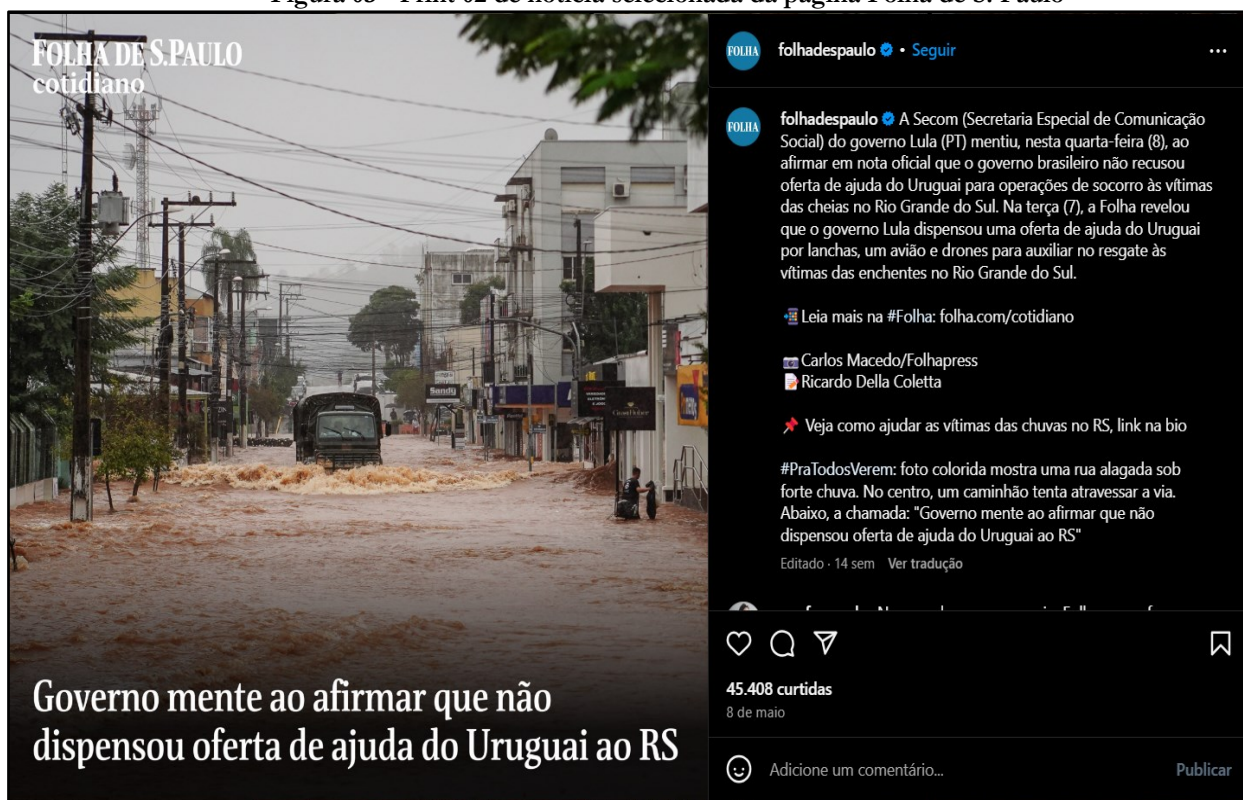 Figura 03 - Print 02 de notícia selecionada da página Folha de S. Paulo
FOLHA DE S.PAULO
cotidiano
Sandy
Governo mente ao afirmar que não
dispensou oferta de ajuda do Uruguai ao RS
FOLHA
folhadespaulo • Seguir
FOLHA
folhadespaulo A Secom (Secretaria Especial de Comunicação
Social) do governo Lula (PT) mentiu, nesta quarta-feira (8), ao
afirmar em nota oficial que o governo brasileiro não recusou
oferta de ajuda do Uruguai para operações de socorro às vítimas
das cheias no Rio Grande do Sul. Na terça (7), a Folha revelou
que o governo Lula dispensou uma oferta de ajuda do Uruguai
por lanchas, um avião e drones para auxiliar no resgate às
vítimas das enchentes no Rio Grande do Sul.
Leia mais na #Folha: folha.com/cotidiano
Carlos Macedo/Folhapress
Ricardo Della Coletta
Veja como ajudar as vítimas das chuvas no RS, link na bio
#PraTodosVerem: foto colorida mostra uma rua alagada sob
forte chuva. No centro, um caminhão tenta atravessar a via.
Abaixo, a chamada: "Governo mente ao afirmar que não
dispensou oferta de ajuda do Uruguai ao RS"
Editado · 14 sem Ver tradução
45.408 curtidas
8 de maio
Adicione um comentário...
Publicar